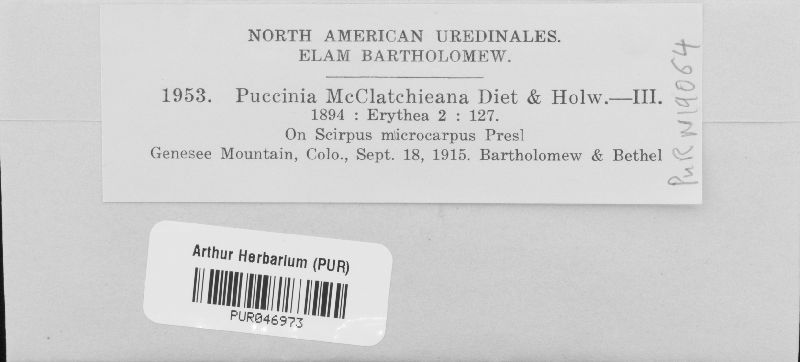 NORTH AMERICAN UREDINALES.
ELAM BARTHOLOMEW.
1953. Puccinia McClatchieana Diet & Holw.—III.
1894 : Erythea 2 : 127.
On Scirpus microcarpus Presl
Genesee Mountain, Colo., Sept. 18, 1915. Bartholomew & Bethel
PUR N19064
Arthur Herbarium (PUR)
PUR046973